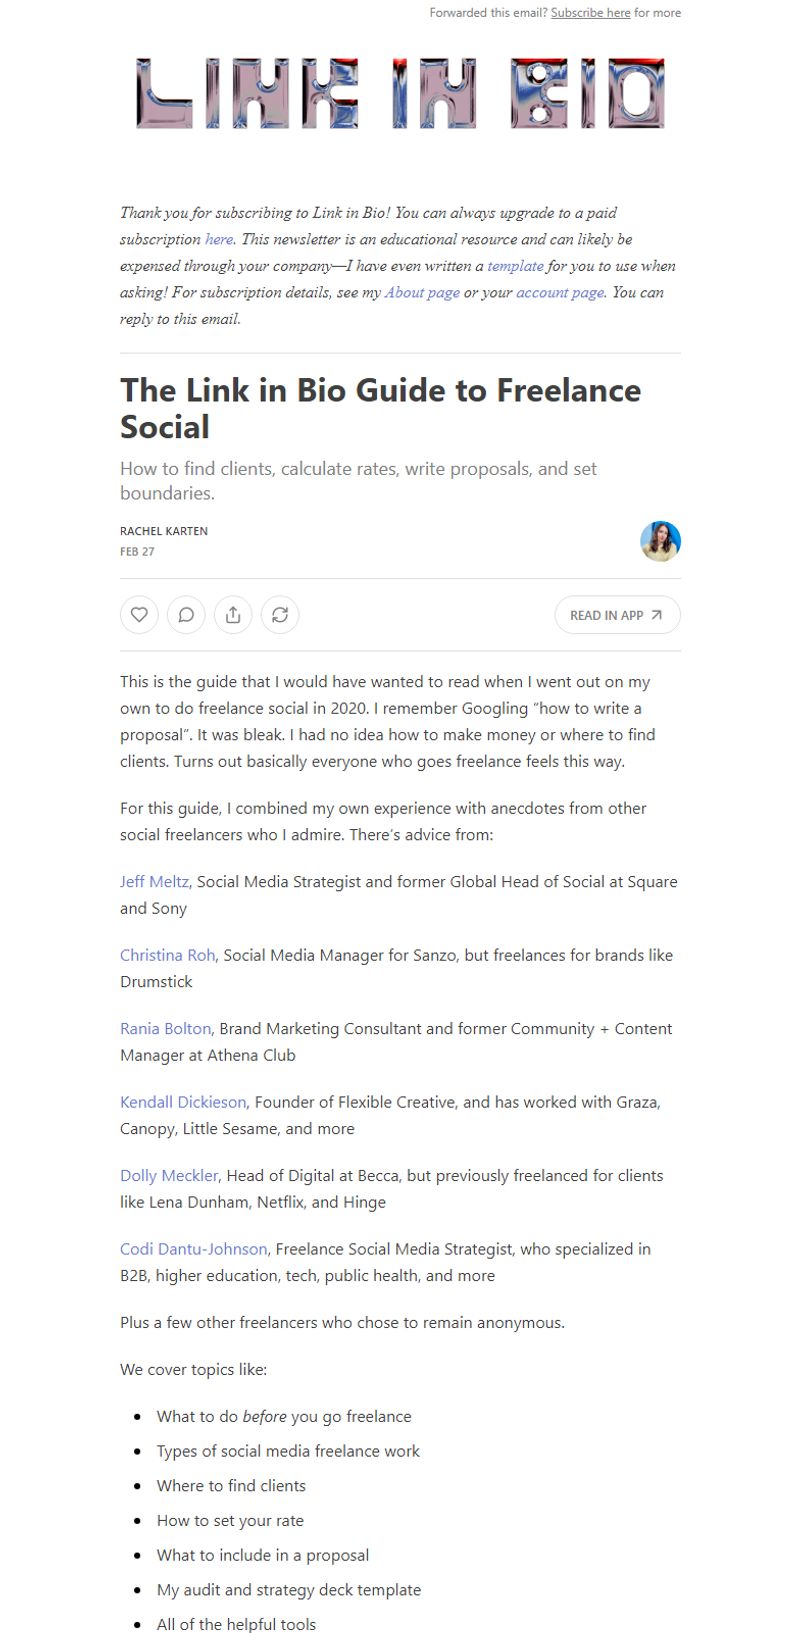 Forwarded this email? Subscribe here for more
LINK IN BIO
Thank you for subscribing to Link in Bio! You can always upgrade to a paid
subscription here. This newsletter is an educational resource and can likely be
expensed through your company—I have even written a template for you to use when
asking! For subscription details, see my About page or your account page. You can
reply to this email.
The Link in Bio Guide to Freelance
Social
How to find clients, calculate rates, write proposals, and set
boundaries.
RACHEL KARTEN
FEB 27
READ IN APP
This is the guide that I would have wanted to read when I went out on my
own to do freelance social in 2020. I remember Googling “how to write a
proposal”. It was bleak. I had no idea how to make money or where to find
clients. Turns out basically everyone who goes freelance feels this way.
For this guide, I combined my own experience with anecdotes from other
social freelancers who I admire. There’s advice from:
Jeff Meltz, Social Media Strategist and former Global Head of Social at Square
and Sony
Christina Roh, Social Media Manager for Sanzo, but freelances for brands like
Drumstick
Rania Bolton, Brand Marketing Consultant and former Community + Content
Manager at Athena Club
Kendall Dickieson, Founder of Flexible Creative, and has worked with Graza,
Canopy, Little Sesame, and more
Dolly Meckler, Head of Digital at Becca, but previously freelanced for clients
like Lena Dunham, Netflix, and Hinge
Codi Dantu-Johnson, Freelance Social Media Strategist, who specialized in
B2B, higher education, tech, public health, and more
Plus a few other freelancers who chose to remain anonymous.
We cover topics like:
• What to do before you go freelance
• Types of social media freelance work
• Where to find clients
• How to set your rate
• What to include in a proposal
• My audit and strategy deck template
• All of the helpful tools